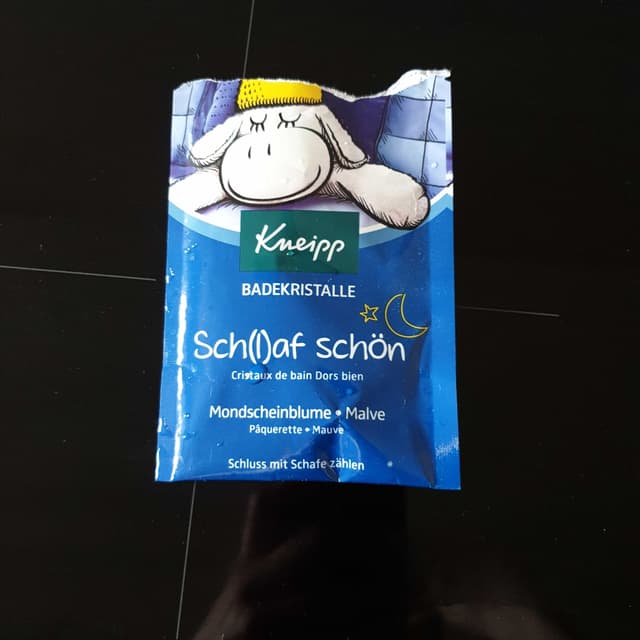 Kneipp
BADEKRISTALLE
Sch(l)af schön
Cristaux de bain Dors bien
Mondscheinblume • Malve
Pâquerette • Mauve
Schluss mit Schafe zählen